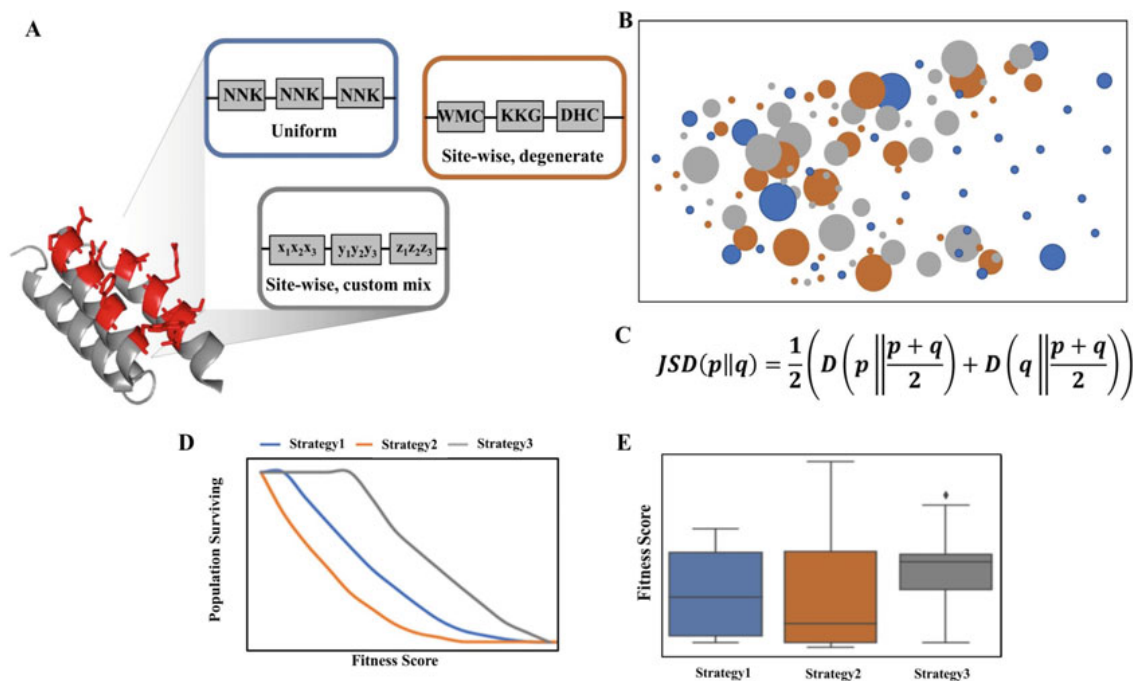 A
NNK NNK NNK
Uniform
WMC KKG DHC
Site-wise, degenerate
x₁x₂x₃ y₁y₂y₃ z₁z₂z₃
Site-wise, custom mix
B
C
JSD(p‖q) = 1/2 (D (p ‖ p + q / 2) + D (q ‖ p + q / 2))
D
Strategy1 Strategy2 Strategy3
Population Surviving
Fitness Score
E
Fitness Score
Strategy1 Strategy2 Strategy3